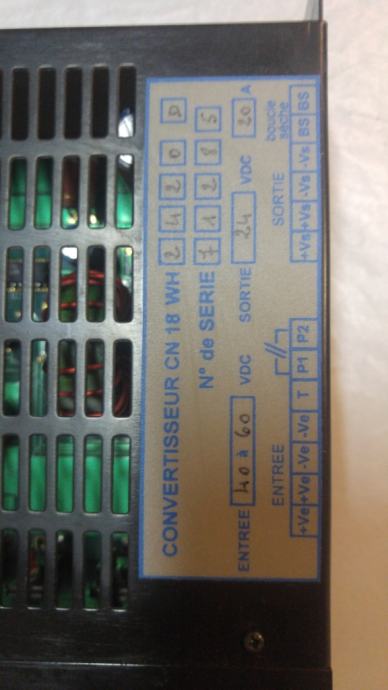 CONVERTISSEUR CN 18 WH 2 4 2 0 D
N° de SERIE 7 1 2 8 5
ENTREE 40 à 60 VDC SORTIE 24 VDC 20 A
ENTREE SORTIE boucle sèche
+Ve +Ve -Ve -Ve T P1 P2 +Vs +Vs -Vs -Vs BS BS